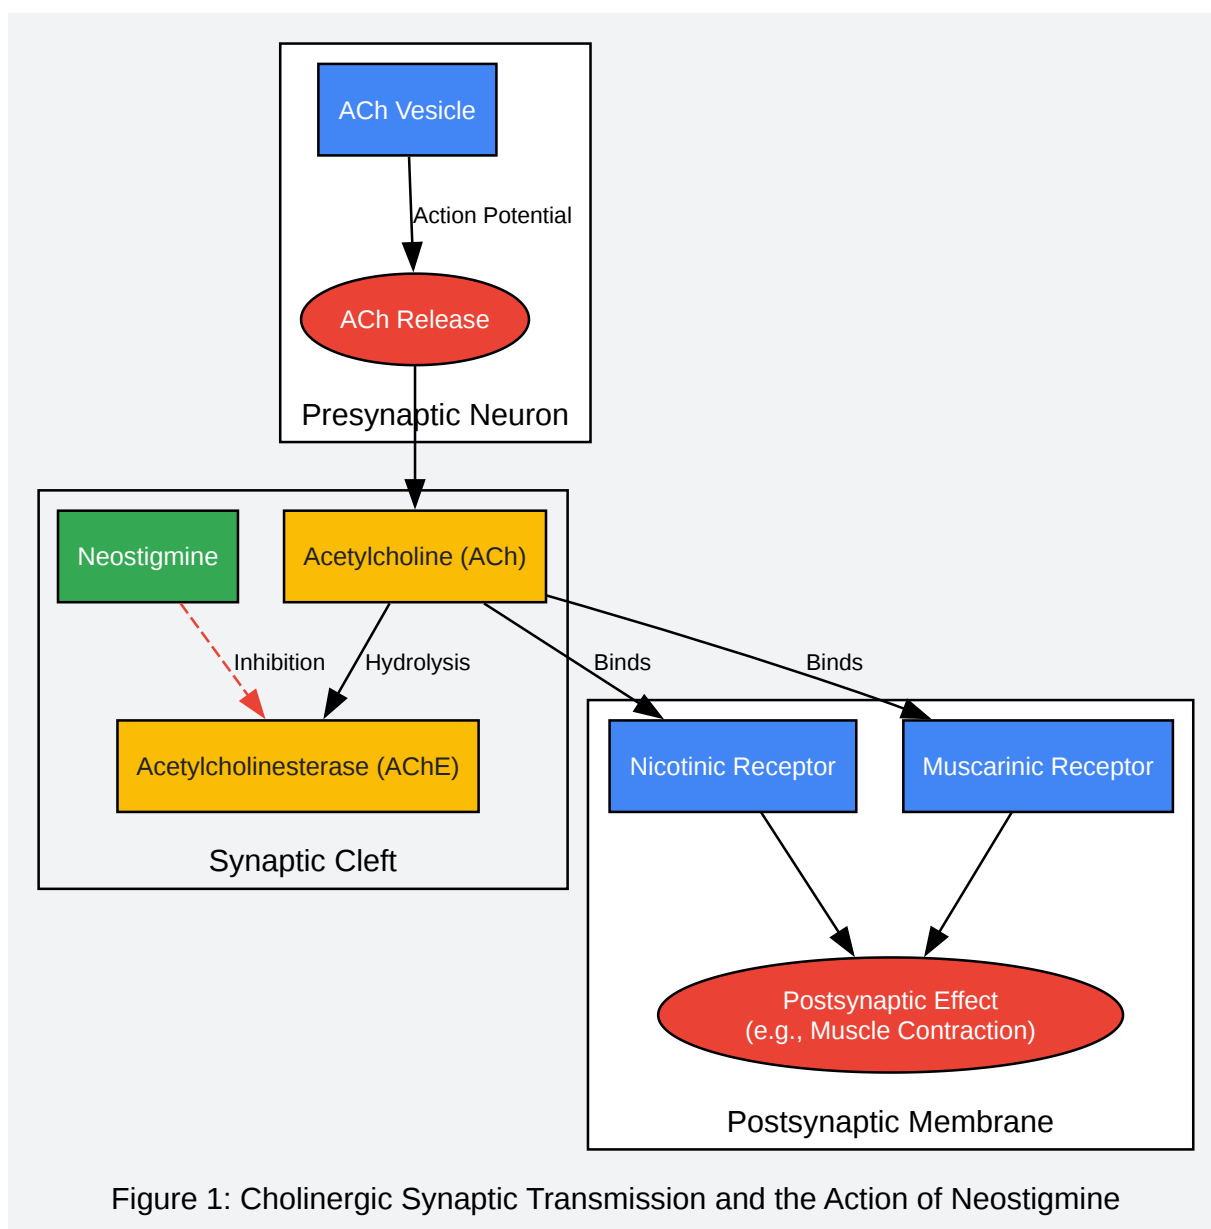 ACh Vesicle
Action Potential
ACh Release
Presynaptic Neuron
Neostigmine
Acetylcholine (ACh)
Inhibition
Hydrolysis
Binds
Binds
Acetylcholinesterase (AChE)
Nicotinic Receptor
Muscarinic Receptor
Synaptic Cleft
Postsynaptic Effect
(e.g., Muscle Contraction)
Postsynaptic Membrane
Figure 1: Cholinergic Synaptic Transmission and the Action of Neostigmine